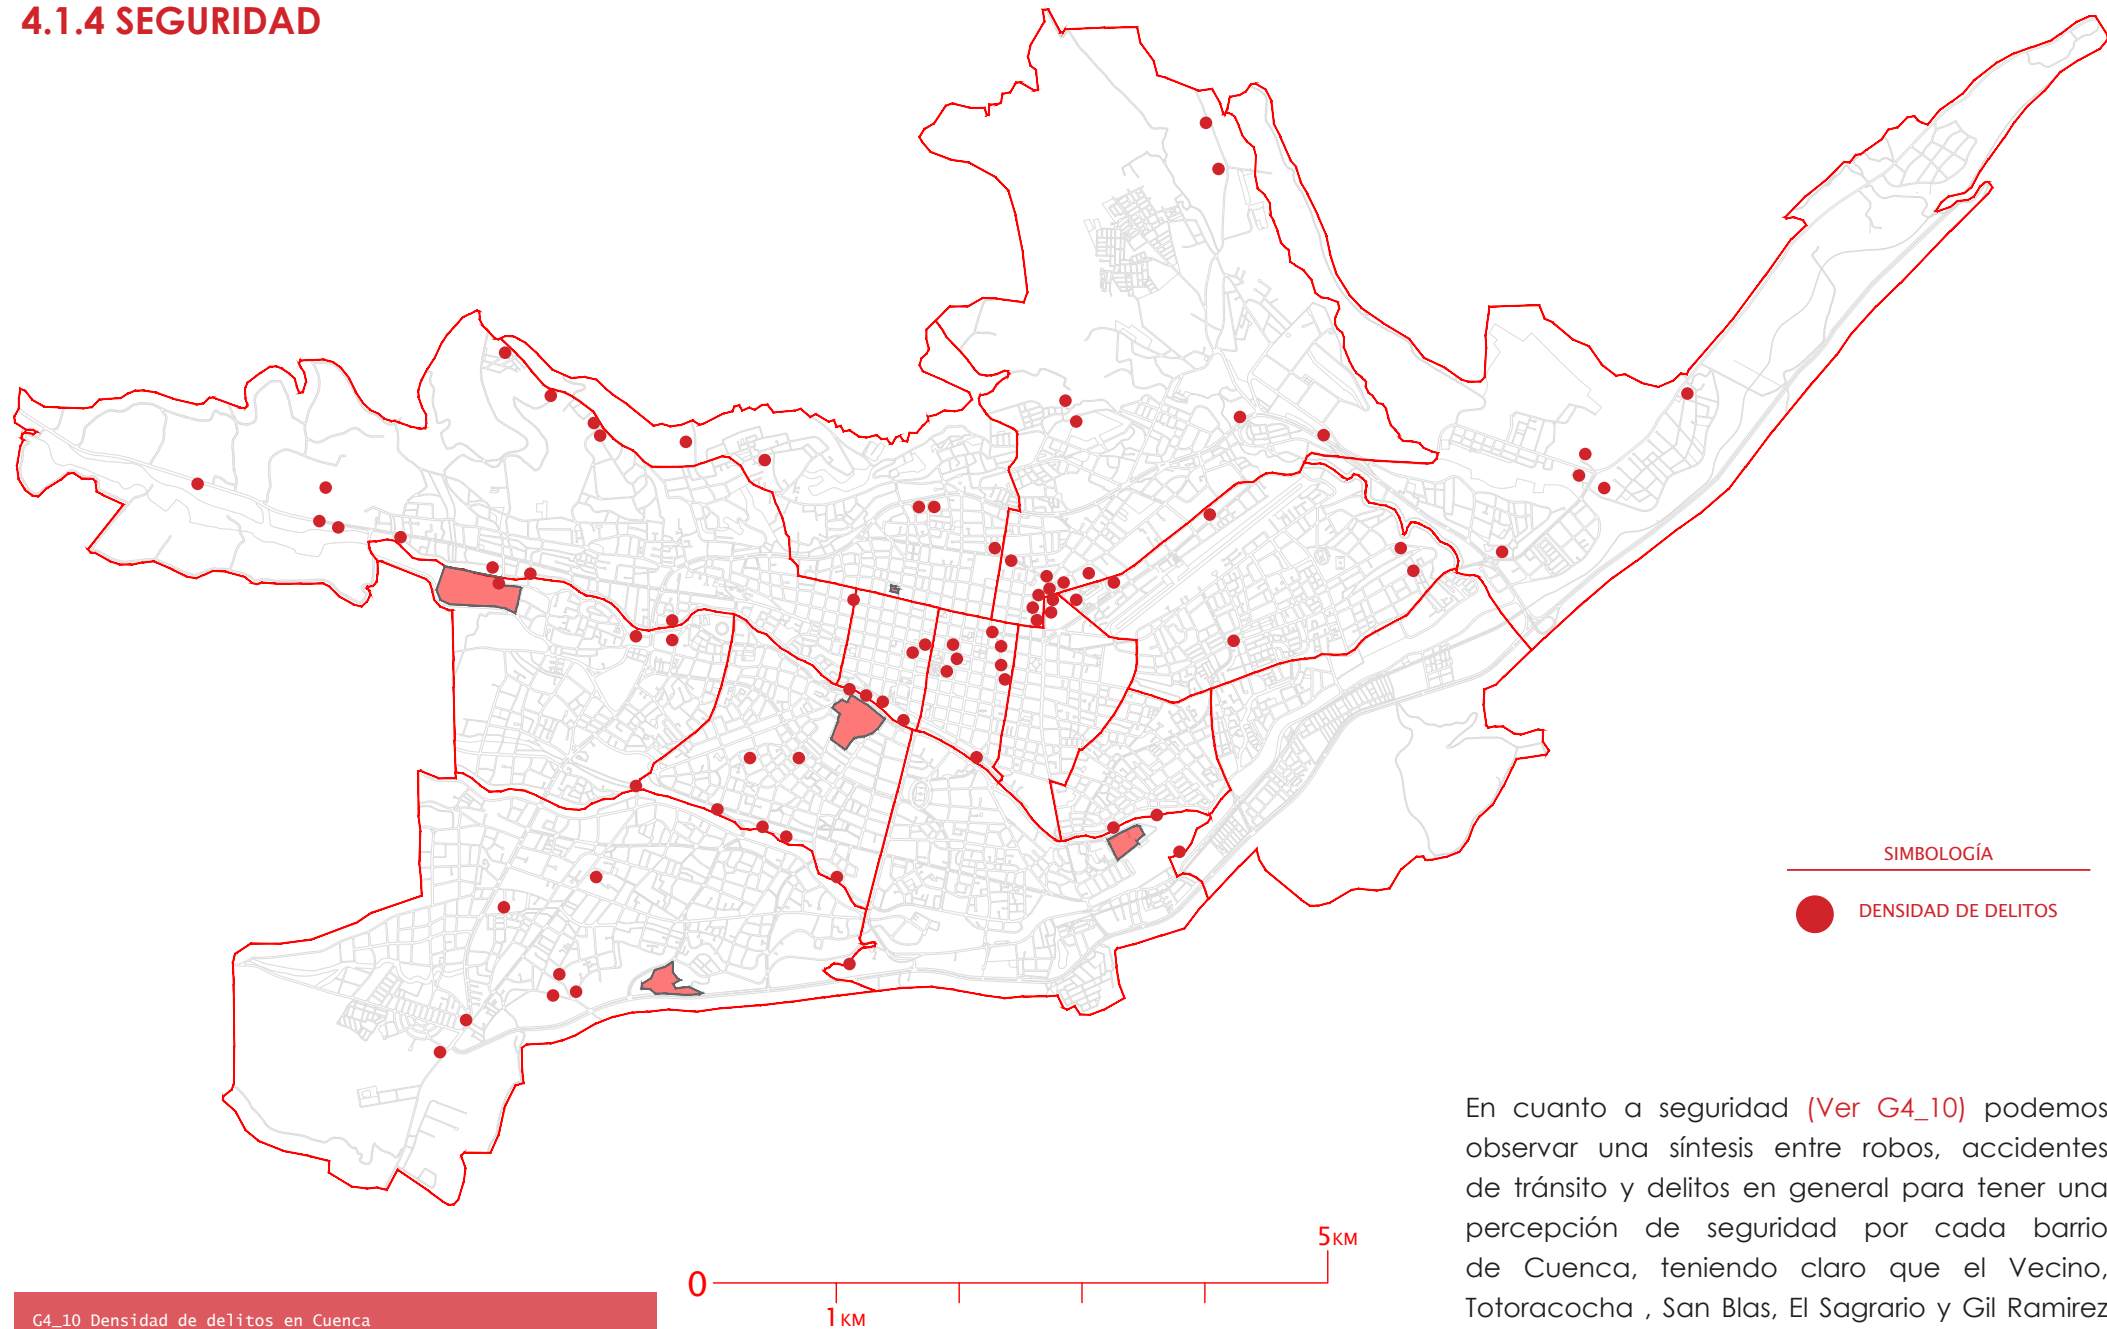 4.1.4 SEGURIDAD
SIMBOLOGÍA
DENSIDAD DE DELITOS
En cuanto a seguridad (Ver G4_10) podemos
observar una síntesis entre robos, accidentes
de tránsito y delitos en general para tener una
percepción de seguridad por cada barrio
de Cuenca, teniendo claro que el Vecino,
Totoracocha , San Blas, El Sagrario y Gil Ramirez
5KM
0
1KM
G4_10 Densidad de delitos en Cuenca